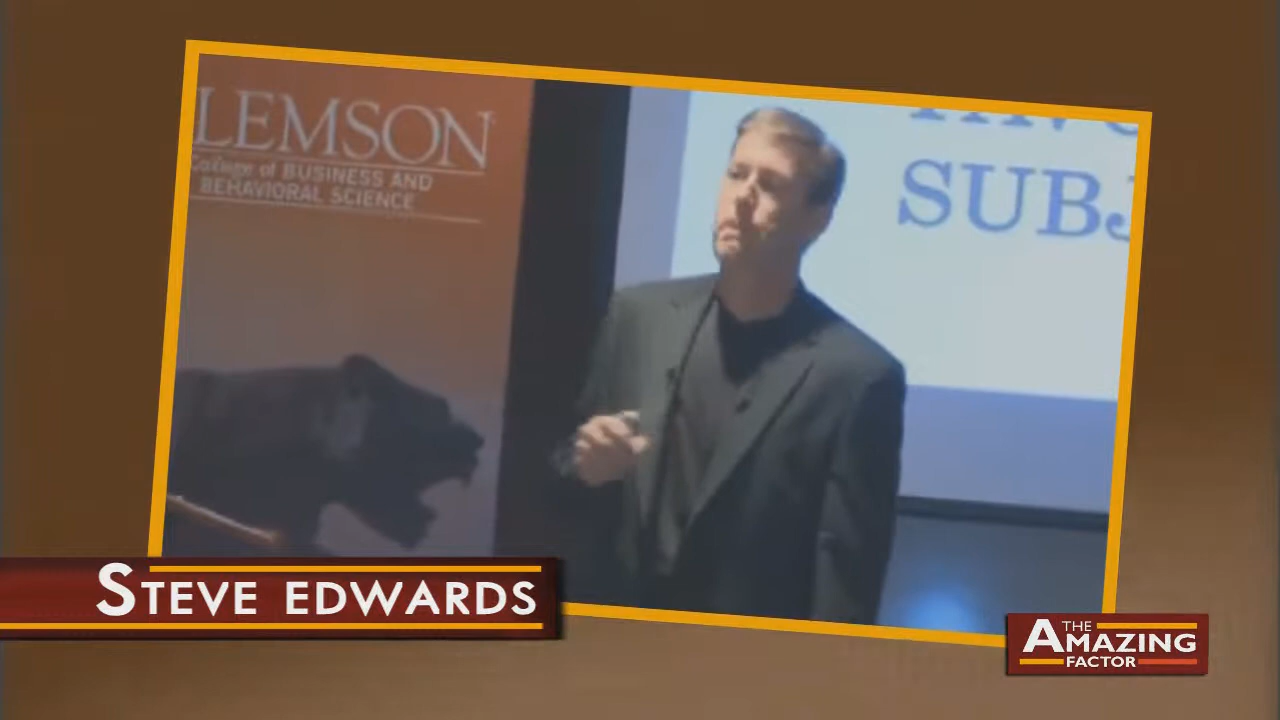 LEMSON
College of BUSINESS AND
BEHAVIORAL SCIENCE
SUBJ
STEVE EDWARDS
THE
AMAZING
FACTOR